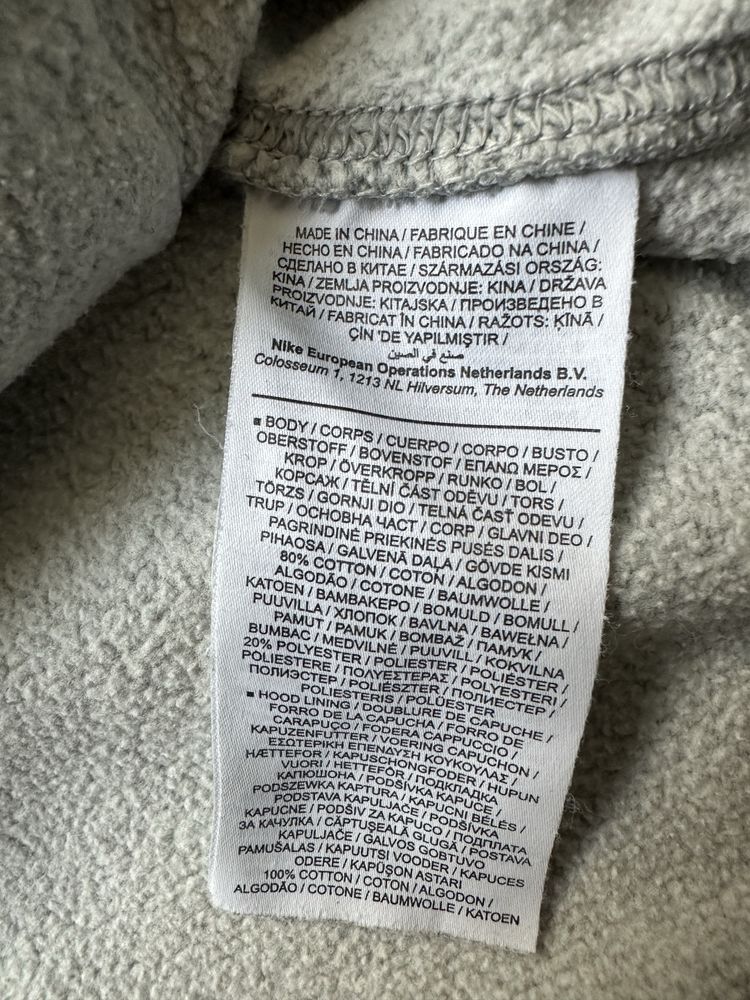 MADE IN CHINA / FABRIQUE EN CHINE /
HECHO EN CHINA / FABRICADO NA CHINA /
СДЕЛАНО В КИТАЕ / SZÁRMAZÁSI ORSZÁG:
KINA / ZEMLJA PROIZVODNJE: KINA / DRŽAVA
PROIZVODNJE: KITAJSKA / ПРОИЗВЕДЕНО В
КИТАЙ / FABRICAT ÎN CHINA / RAŽOTS: ĶĪNĀ /
ÇİN 'DE YAPILMIŞTIR /
صنع في الصين
Nike European Operations Netherlands B.V.
Colosseum 1, 1213 NL Hilversum, The Netherlands
■ BODY / CORPS / CUERPO / CORPO / BUSTO /
OBERSTOFF / BOVENSTOF / ΕΠΑΝΩ ΜΕΡΟΣ /
KROP / ÖVERKROPP / RUNKO / BOL /
КОРСАЖ / TĚLNÍ ČÁST ODĚVU / TORS /
TÖRZS / GORNJI DIO / TELNA ČASŤ ODEVU /
TRUP / ОСНОВНА ЧАСТ / CORP / GLAVNI DEO /
PAGRINDINĖ PRIEKINĖS PUSĖS DALIS /
PIHAOSA / GALVENĀ DAĻA / GÖVDE KISMI
80% COTTON / COTON / ALGODON /
ALGODÃO / COTONE / BAUMWOLLE /
KATOEN / ΒΑΜΒΑΚΕΡΟ / BOMULD / BOMULL /
PUUVILLA / ХЛОПОК / BAVLNA / BAWEŁNA /
PAMUT / PAMUK / BOMBAŽ / ПАМУК /
BUMBAC / MEDVILNĖ / PUUVILL / KOKVILNA
20% POLYESTER / POLIESTER / POLIÉSTER /
POLIESTERE / ΠΟΛΥΕΣΤΕΡΑΣ / POLYESTERI /
ПОЛИЭСТЕР / POLIÉSZTER / ПОЛИЕСТЕР /
POLIESTERIS / POLÜESTER
■ HOOD LINING / DOUBLURE DE CAPUCHE /
FORRO DE LA CAPUCHA / FORRO DE
CARAPUÇO / FODERA CAPPUCCIO /
KAPUZENFUTTER / VOERING CAPUCHON /
ΕΣΩΤΕΡΙΚΗ ΕΠΕΝΔΥΣΗ ΚΟΥΚΟΥΛΑΣ /
HÆTTEFOR / KAPUSCHONGFODER / HUPUN
VUORI / HETTEFÔR / ПОДКЛАДКА
КАПЮШОНА / PODŠÍVKA KAPUCE /
PODSZEWKA KAPTURA / KAPUCNI BÉLÉS /
PODSTAVA KAPULJAČE / PODŠÍVKA
KAPUCNE / PODŠIV ZA KAPUCO / ПОДПЛАТА
ЗА КАЧУЛКА / CĂPTUȘEALĂ GLUGĂ / POSTAVA
KAPULJAČE / GALVOS GOBTUVO
PAMUŠALAS / KAPUUTSI VOODER / KAPUCES
ODERE / KAPÜŞON ASTARI
100% COTTON / COTON / ALGODON /
ALGODÃO / COTONE / BAUMWOLLE / KATOEN